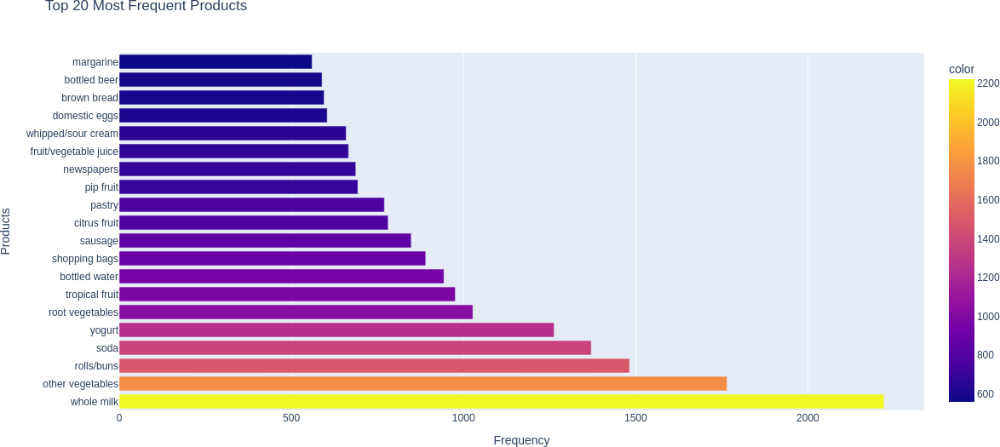 Top 20 Most Frequent Products
Products
margarine
bottled beer
brown bread
domestic eggs
whipped/sour cream
fruit/vegetable juice
newspapers
pip fruit
pastry
citrus fruit
sausage
shopping bags
bottled water
tropical fruit
root vegetables
yogurt
soda
rolls/buns
other vegetables
whole milk
0 500 1000 1500 2000
Frequency
color
2200
2000
1800
1600
1400
1200
1000
800
600